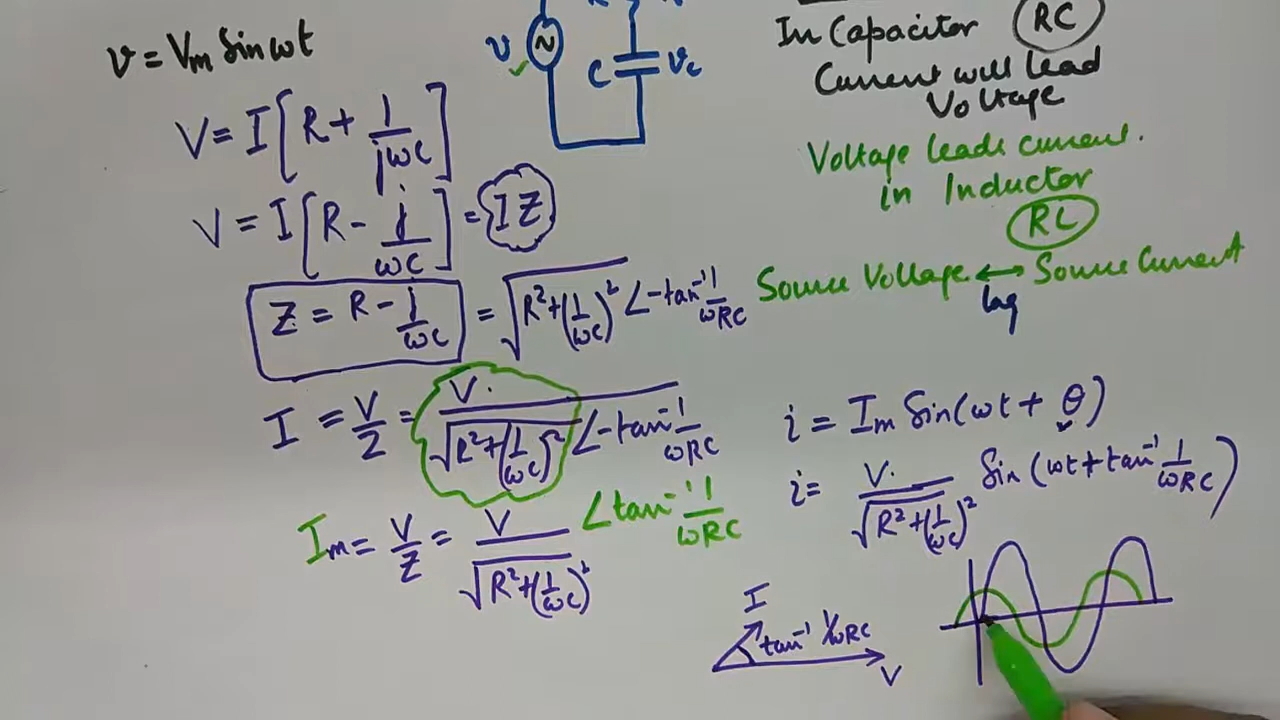 v = Vm Sin ωt
V = I[R + 1/jωC]
V = I[R - j/ωC] = IZ
Z = R - j/ωC = √R² + (1/ωC)² ∠-tan⁻¹ 1/ωRC
I = V/Z = V. / √R² + (1/ωC)² ∠-tan⁻¹ 1/ωRC
Im = V/Z = V / √R² + (1/ωC)² ∠tan⁻¹ 1/ωRC
v
C
Vc
In Capacitor RC
Current will lead
Voltage
Voltage leads current.
in Inductor
RL
Source Voltage ↔ Source Current
lag
i = Im Sin(ωt + θ)
i = V. / √R² + (1/ωC)² Sin(ωt + tan⁻¹ 1/ωRC)
I
tan⁻¹ 1/ωRC
V